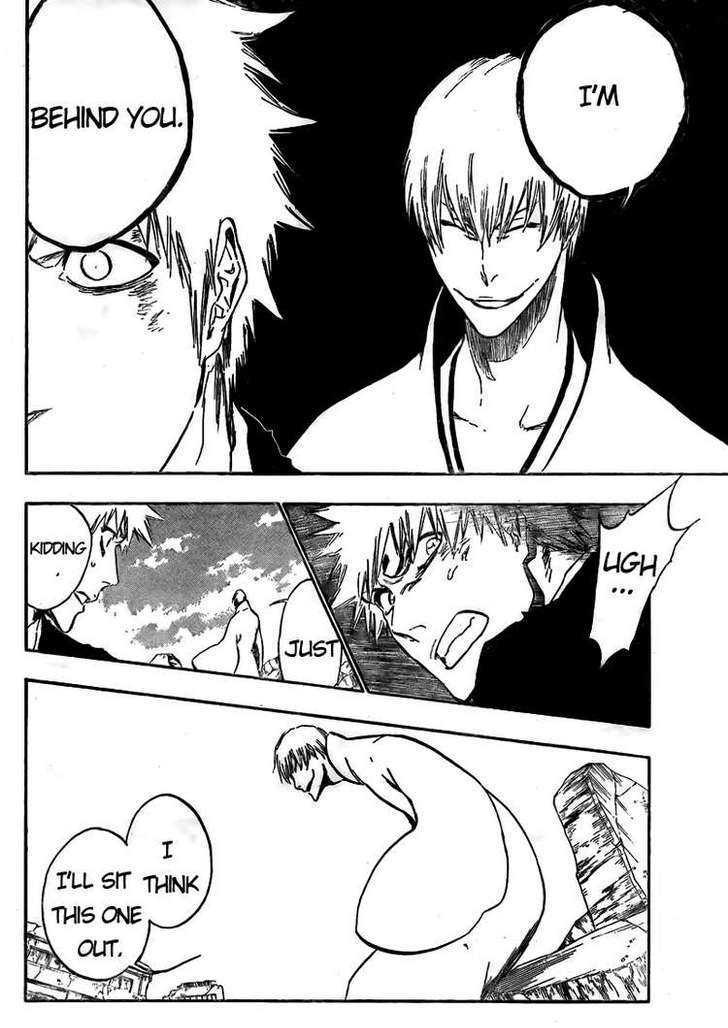 I'M
BEHIND YOU.
UGH
...
JUST
KIDDING
I
THINK
I'LL SIT
THIS ONE
OUT.